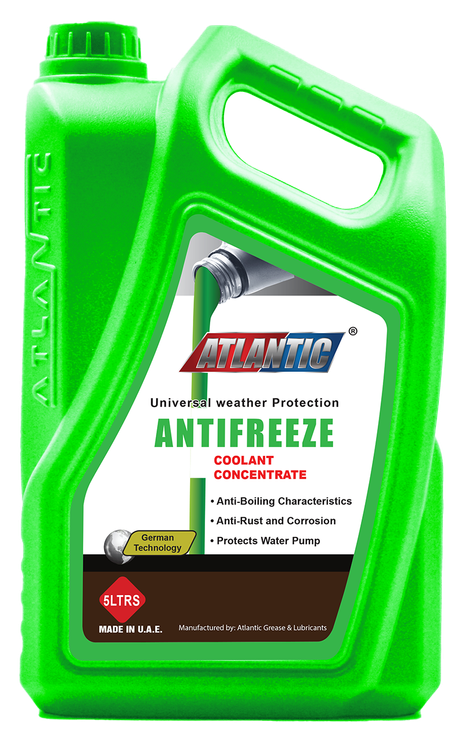 ATLANTIC
ATLANTIC ®
Universal weather Protection
ANTIFREEZE
COOLANT
CONCENTRATE
• Anti-Boiling Characteristics
• Anti-Rust and Corrosion
• Protects Water Pump
German
Technology
5LTRS
MADE IN U.A.E.
Manufactured by: Atlantic Grease & Lubricants